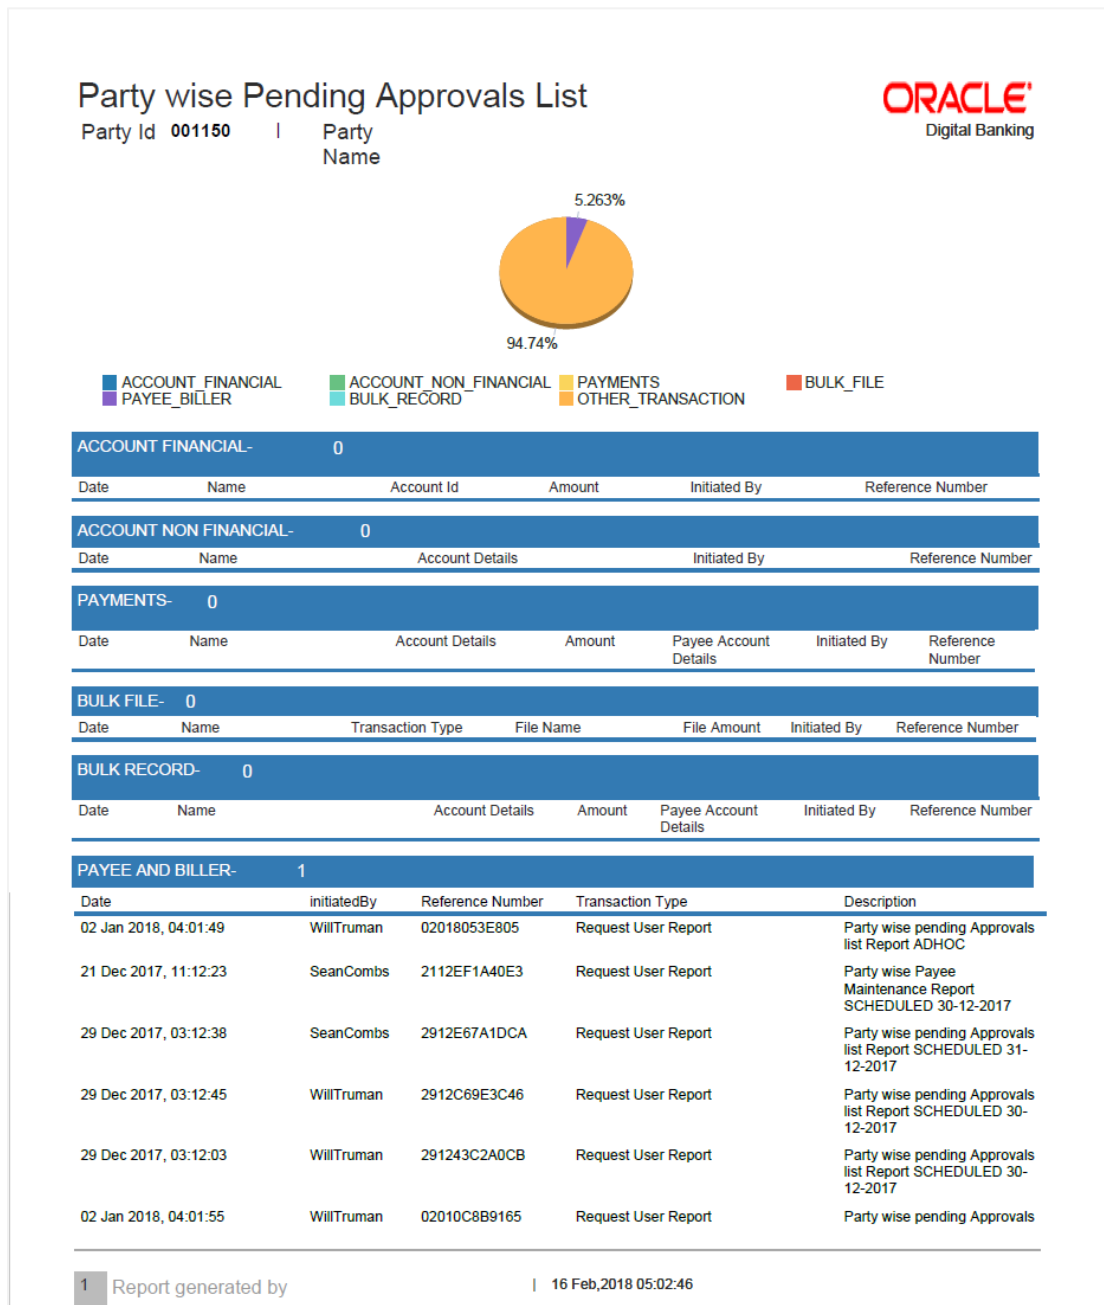 Party wise Pending Approvals List
ORACLE
Digital Banking
Party Id 001150 | Party Name
5.263%
94.74%
ACCOUNT_FINANCIAL ACCOUNT_NON_FINANCIAL PAYMENTS BULK_FILE
PAYEE_BILLER BULK_RECORD OTHER_TRANSACTION
ACCOUNT FINANCIAL- 0
Date Name Account Id Amount Initiated By Reference Number
ACCOUNT NON FINANCIAL- 0
Date Name Account Details Initiated By Reference Number
PAYMENTS- 0
Date Name Account Details Amount Payee Account Details Initiated By Reference Number
BULK FILE- 0
Date Name Transaction Type File Name File Amount Initiated By Reference Number
BULK RECORD- 0
Date Name Account Details Amount Payee Account Details Initiated By Reference Number
PAYEE AND BILLER- 1
Date initiatedBy Reference Number Transaction Type Description
02 Jan 2018, 04:01:49 WillTruman 02018053E805 Request User Report Party wise pending Approvals
list Report ADHOC
21 Dec 2017, 11:12:23 SeanCombs 2112EF1A40E3 Request User Report Party wise Payee
Maintenance Report
SCHEDULED 30-12-2017
29 Dec 2017, 03:12:38 SeanCombs 2912E67A1DCA Request User Report Party wise pending Approvals
list Report SCHEDULED 31-
12-2017
29 Dec 2017, 03:12:45 WillTruman 2912C69E3C46 Request User Report Party wise pending Approvals
list Report SCHEDULED 30-
12-2017
29 Dec 2017, 03:12:03 WillTruman 291243C2A0CB Request User Report Party wise pending Approvals
list Report SCHEDULED 30-
12-2017
02 Jan 2018, 04:01:55 WillTruman 02010C8B9165 Request User Report Party wise pending Approvals
1 Report generated by | 16 Feb,2018 05:02:46